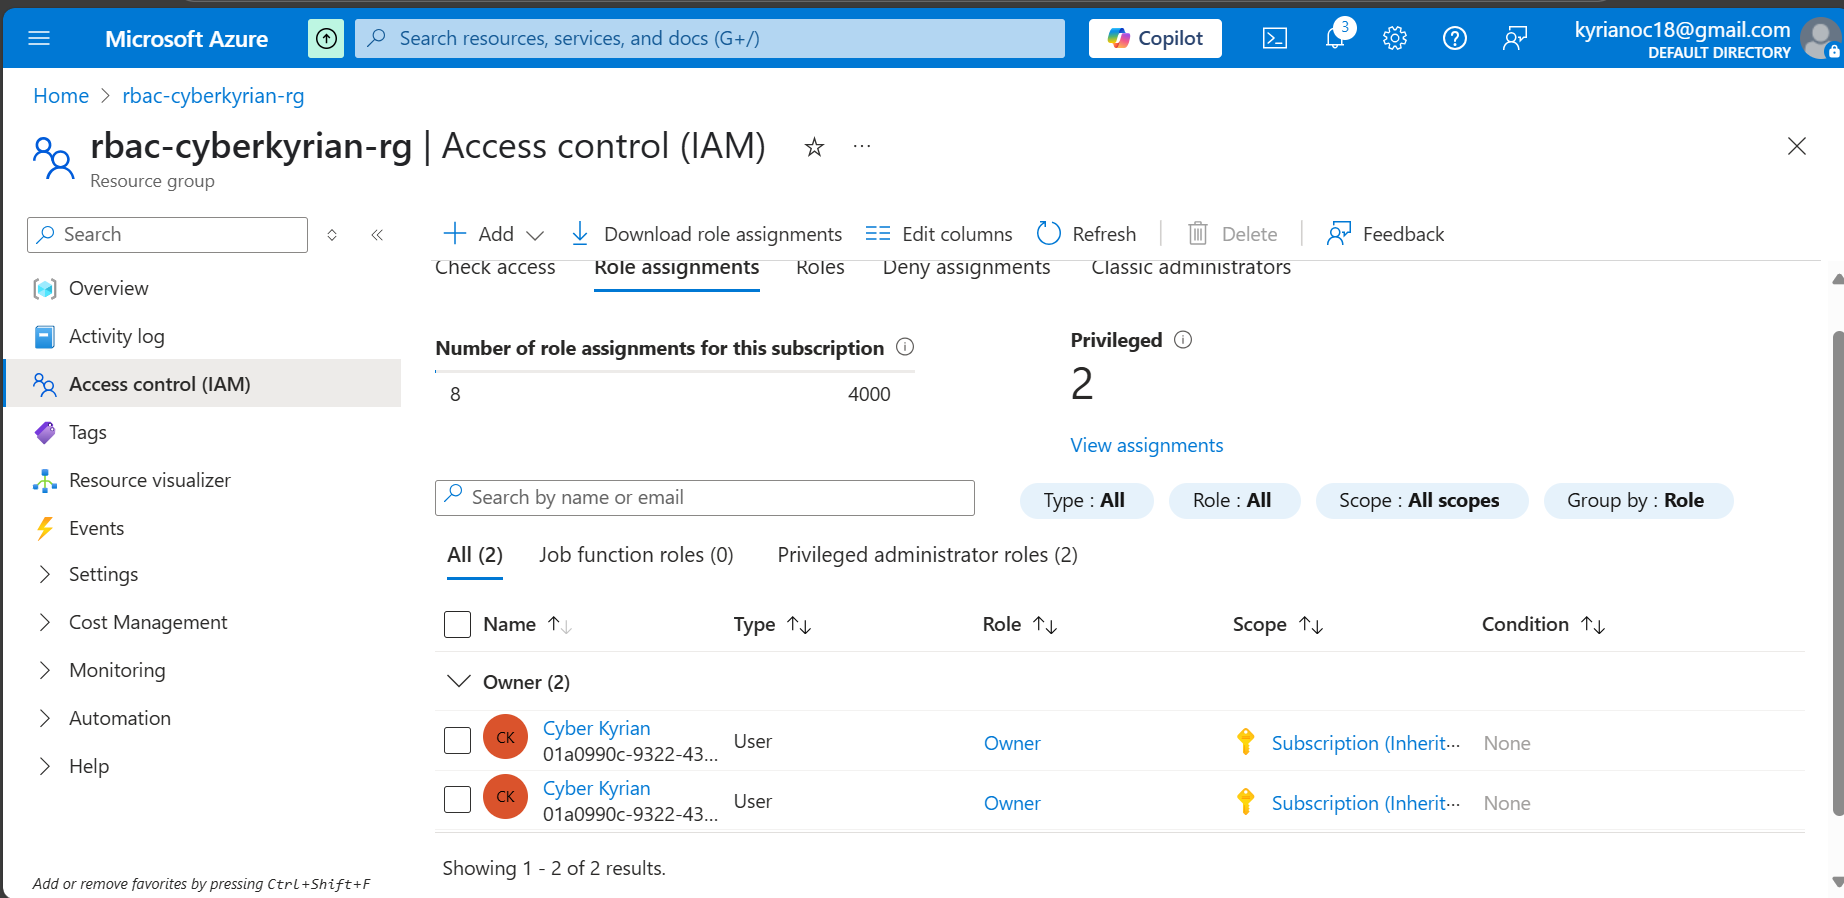 Microsoft Azure
Search resources, services, and docs (G+/)
Copilot
3
kyrianoc18@gmail.com
DEFAULT DIRECTORY
Home > rbac-cyberkyrian-rg
rbac-cyberkyrian-rg | Access control (IAM) ...
Resource group
Search
Overview
Activity log
Access control (IAM)
Tags
Resource visualizer
Events
Settings
Cost Management
Monitoring
Automation
Help
Add or remove favorites by pressing Ctrl+Shift+F
Add Download role assignments Edit columns Refresh Delete Feedback
Check access Role assignments Roles Deny assignments Classic administrators
Number of role assignments for this subscription
8 4000
Privileged
2
View assignments
Search by name or email
Type : All Role : All Scope : All scopes Group by : Role
All (2) Job function roles (0) Privileged administrator roles (2)
Name Type Role Scope Condition
Owner (2)
CK Cyber Kyrian User Owner Subscription (Inherit... None
01a0990c-9322-43...
CK Cyber Kyrian User Owner Subscription (Inherit... None
01a0990c-9322-43...
Showing 1 - 2 of 2 results.